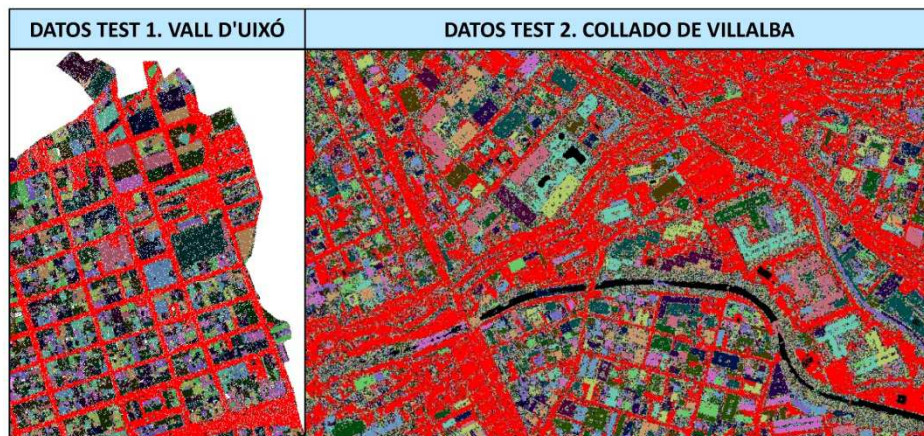 DATOS TEST 1. VALL D'UIXÓ
DATOS TEST 2. COLLADO DE VILLALBA